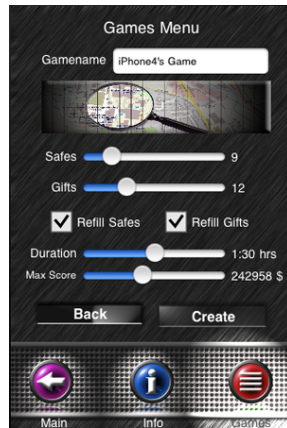 Games Menu
Gamename iPhone4's Game
Safes 9
Gifts 12
Refill Safes Refill Gifts
Duration 1:30 hrs
Max Score 242958 $
Back Create
Main Info Games